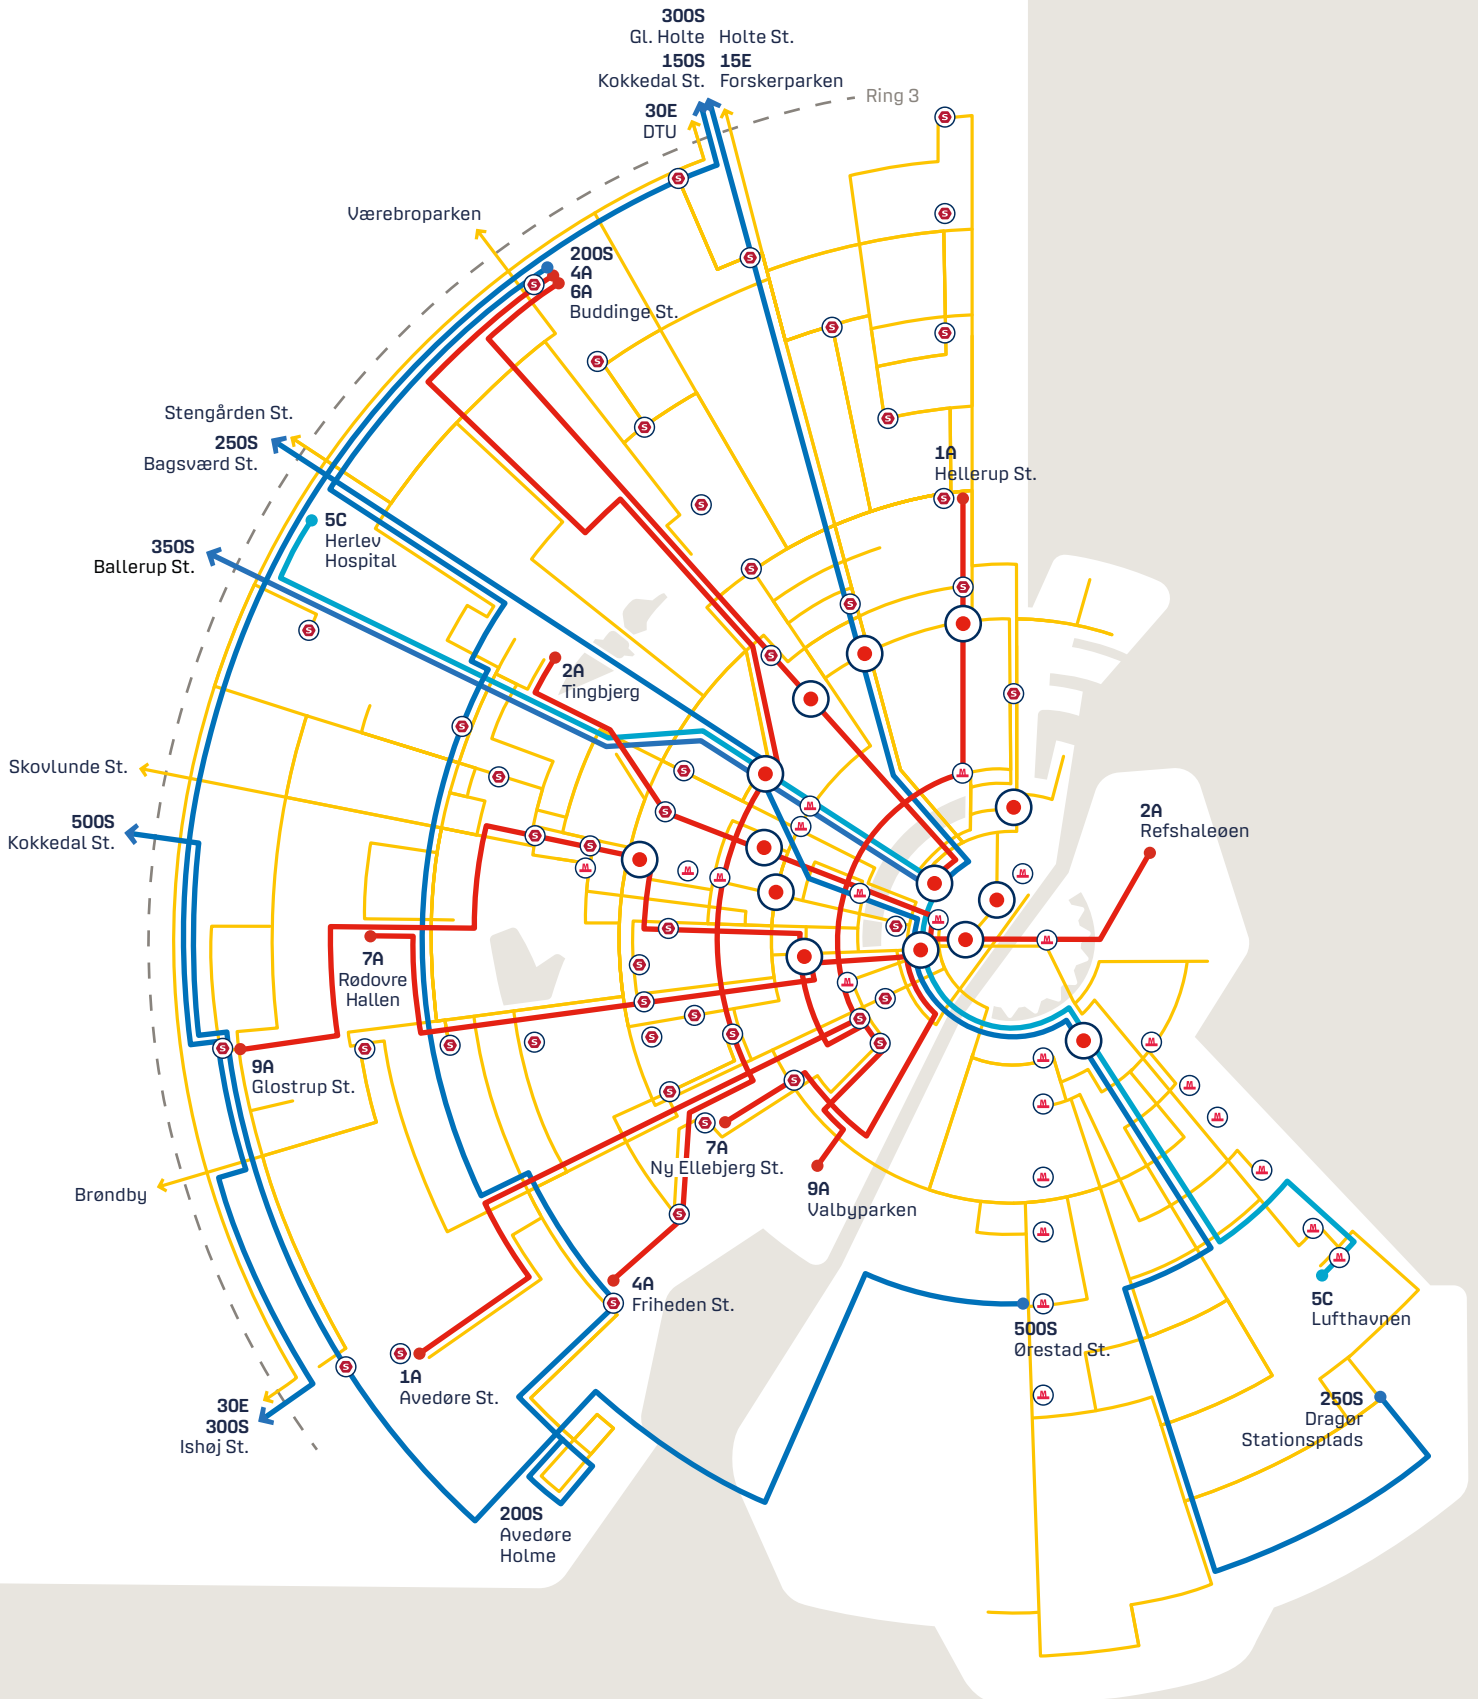 300S
Gl. Holte
Holte St.
150S
Kokkedal St.
15E
Forskerparken
30E
DTU
Ring 3
Værebroparken
200S
4A
6A
Buddinge St.
Stengården St.
250S
Bagsværd St.
1A
Hellerup St.
5C
Herlev
Hospital
350S
Ballerup St.
2A
Tingbjerg
Skovlunde St.
500S
Kokkedal St.
2A
Refshaleøen
7A
Rødovre
Hallen
9A
Glostrup St.
7A
Ny Ellebjerg St.
Brøndby
9A
Valbyparken
4A
Friheden St.
5C
Lufthavnen
500S
Ørestad St.
1A
Avedøre St.
30E
300S
Ishøj St.
250S
Dragør
Stationsplads
200S
Avedøre
Holme